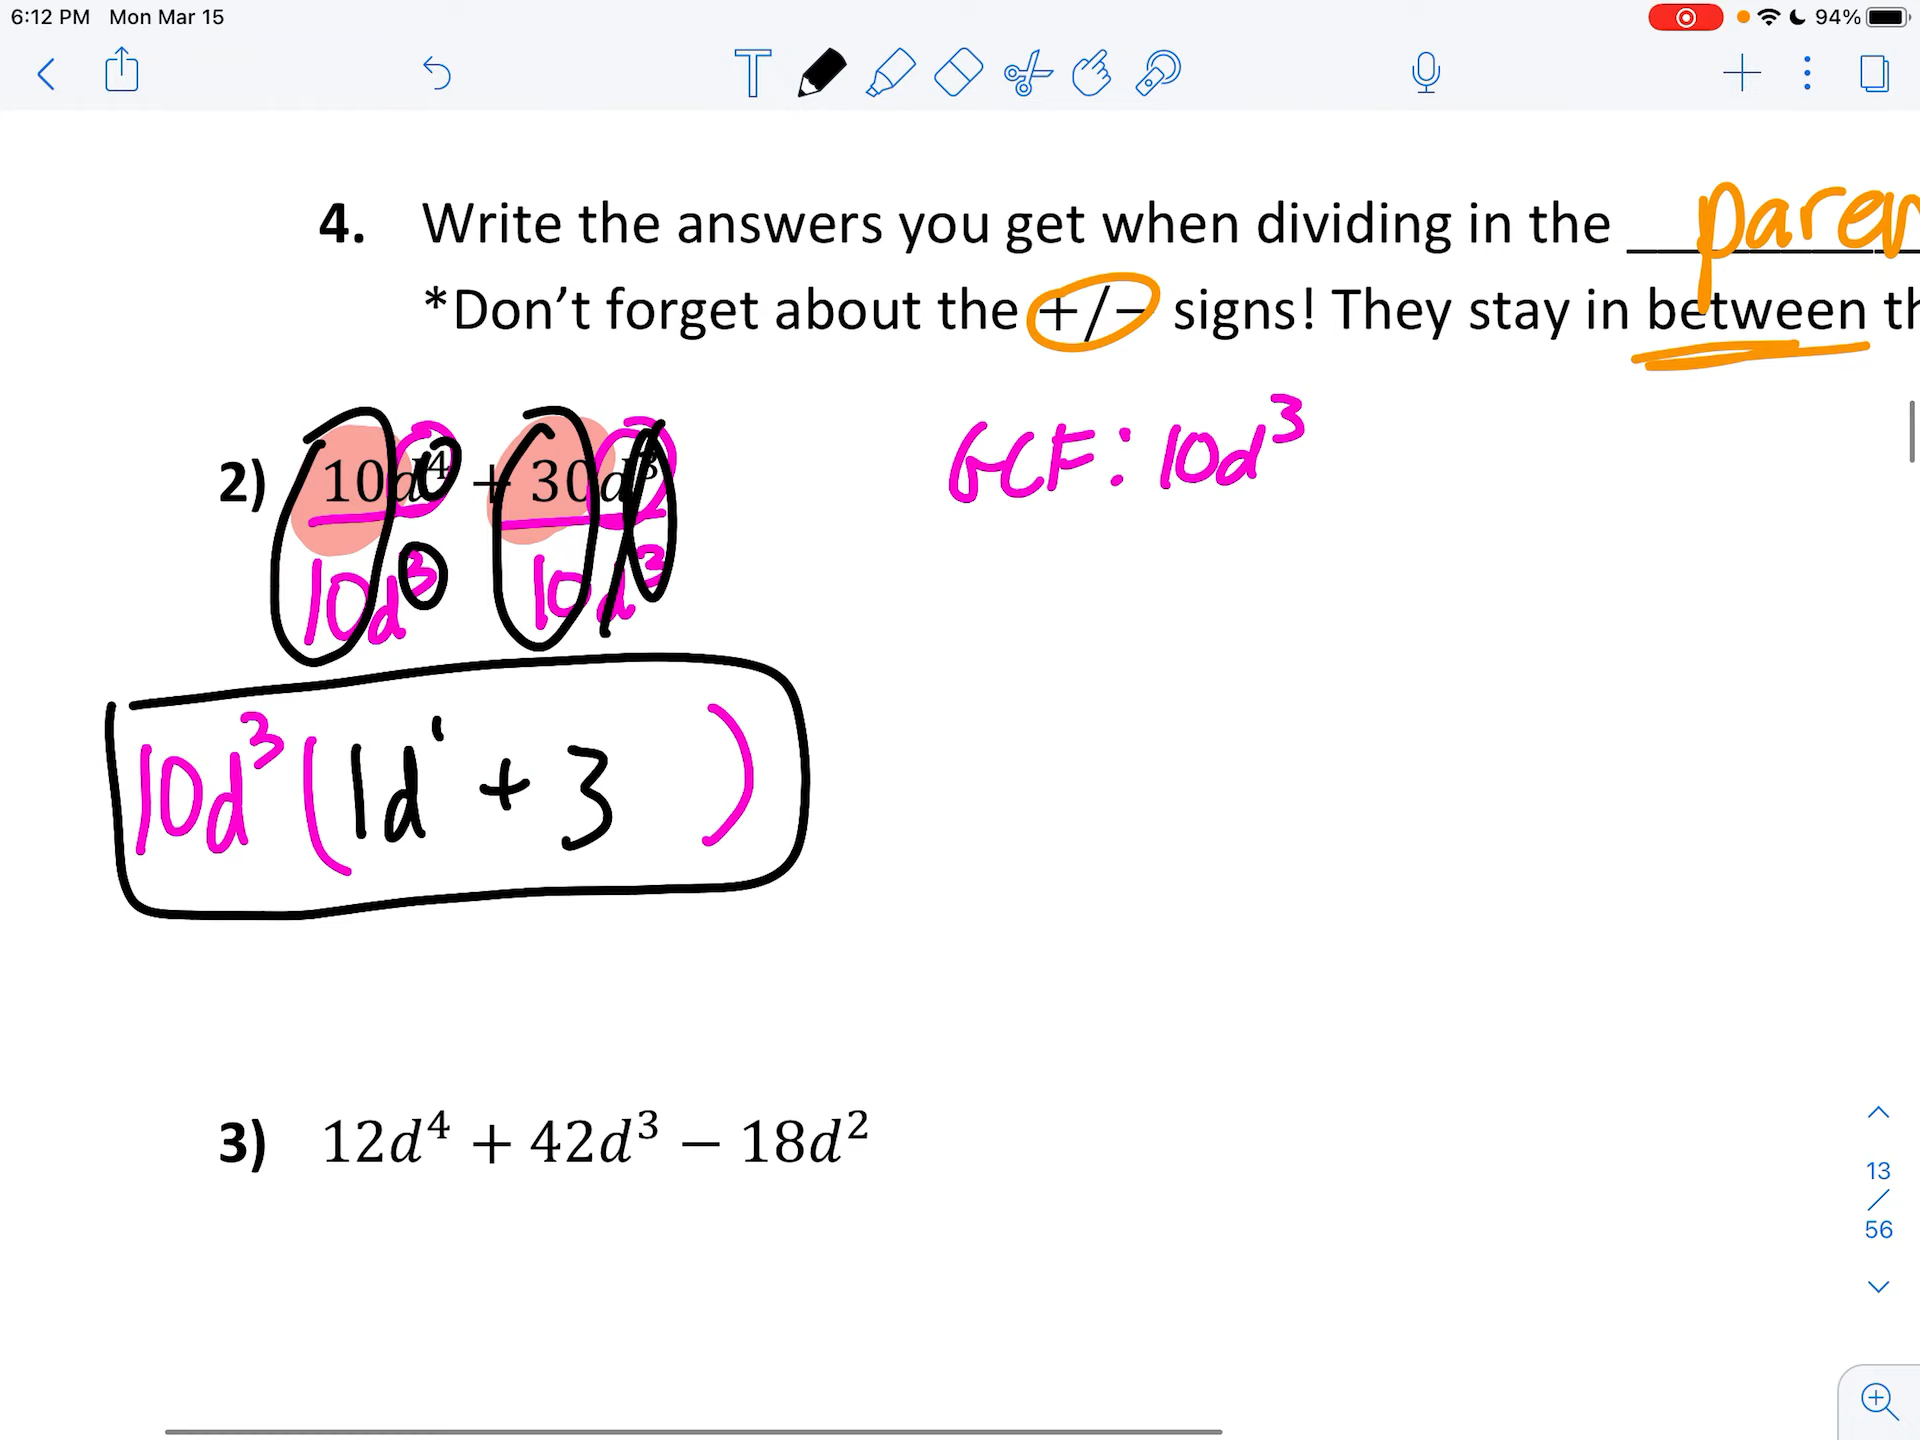 6:12 PM Mon Mar 15 94%
T
4. Write the answers you get when dividing in the ____ paren
*Don't forget about the +/− signs! They stay in between th
2) 10d⁴ + 30d³ GCF: 10d³
10d³ 10d³
10d³(1d¹ + 3 )
3) 12d⁴ + 42d³ − 18d²
13
/
56